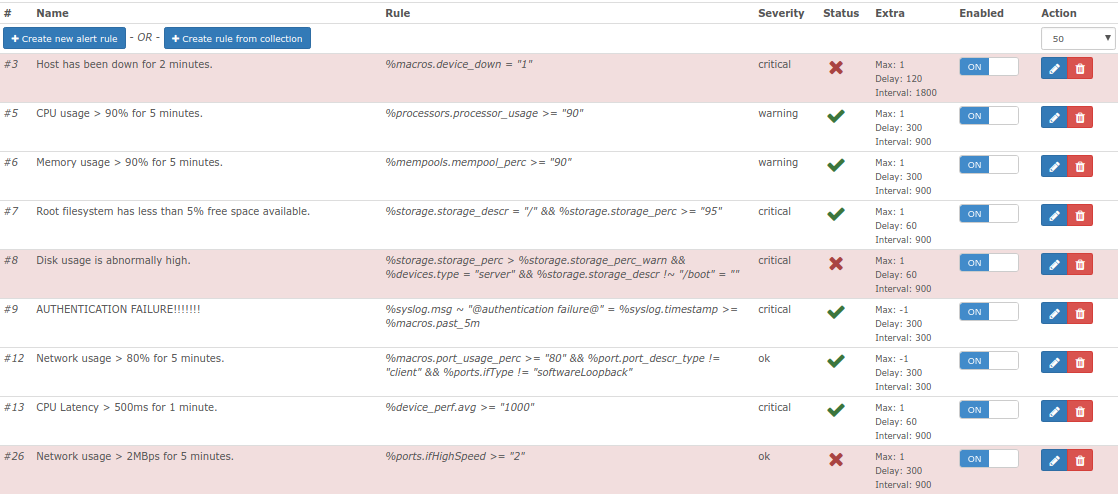 # Name Rule Severity Status Extra Enabled Action
+ Create new alert rule - OR - + Create rule from collection 50
#3 Host has been down for 2 minutes. %macros.device_down = "1" critical Max: 1 ON
Delay: 120
Interval: 1800
#5 CPU usage > 90% for 5 minutes. %processors.processor_usage >= "90" warning Max: 1 ON
Delay: 300
Interval: 900
#6 Memory usage > 90% for 5 minutes. %mempools.mempool_perc >= "90" warning Max: 1 ON
Delay: 300
Interval: 900
#7 Root filesystem has less than 5% free space available. %storage.storage_descr = "/" && %storage.storage_perc >= "95" critical Max: 1 ON
Delay: 60
Interval: 900
#8 Disk usage is abnormally high. %storage.storage_perc > %storage.storage_perc_warn && critical Max: 1 ON
%devices.type = "server" && %storage.storage_descr !~ "/boot" = "" Delay: 60
Interval: 900
#9 AUTHENTICATION FAILURE!!!!!!! %syslog.msg ~ "@authentication failure@" = %syslog.timestamp >= critical Max: -1 ON
%macros.past_5m Delay: 300
Interval: 300
#12 Network usage > 80% for 5 minutes. %macros.port_usage_perc >= "80" && %port.port_descr_type != ok Max: -1 ON
"client" && %ports.ifType != "softwareLoopback" Delay: 300
Interval: 300
#13 CPU Latency > 500ms for 1 minute. %device_perf.avg >= "1000" critical Max: 1 ON
Delay: 60
Interval: 900
#26 Network usage > 2MBps for 5 minutes. %ports.ifHighSpeed >= "2" ok Max: 1 ON
Delay: 300
Interval: 900